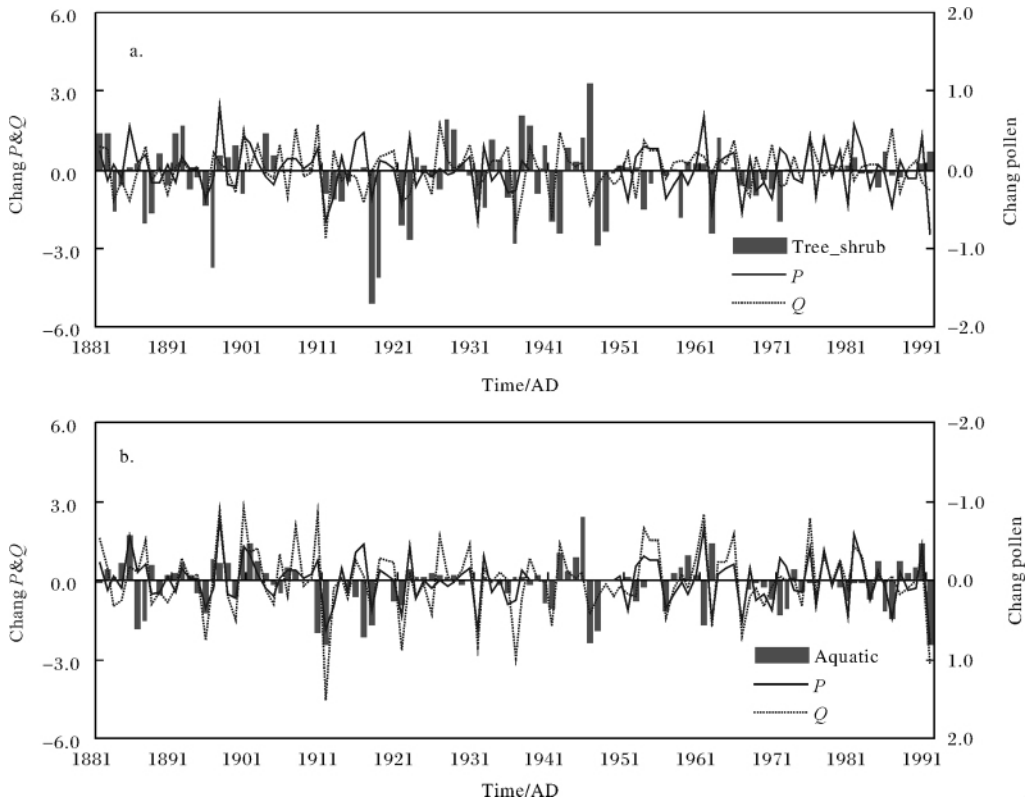 6.0 2.0
a.
3.0 1.0
Chang P&Q 0.0 0.0 Chang pollen
−3.0 −1.0
Tree_shrub
P
Q
−6.0 −2.0
1881 1891 1901 1911 1921 1931 1941 1951 1961 1971 1981 1991
Time/AD
6.0 −2.0
b.
3.0 −1.0
Chang P&Q 0.0 0.0 Chang pollen
−3.0 1.0
Aquatic
P
Q
−6.0 2.0
1881 1891 1901 1911 1921 1931 1941 1951 1961 1971 1981 1991
Time/AD